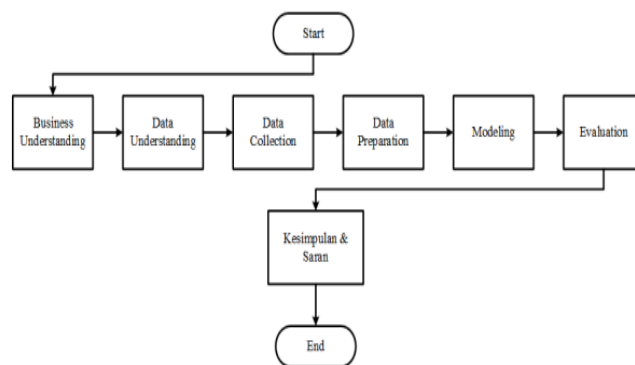 Start
Business
Understanding
Data
Understanding
Data
Collection
Data
Preparation
Modeling
Evaluation
Kesimpulan &
Saran
End